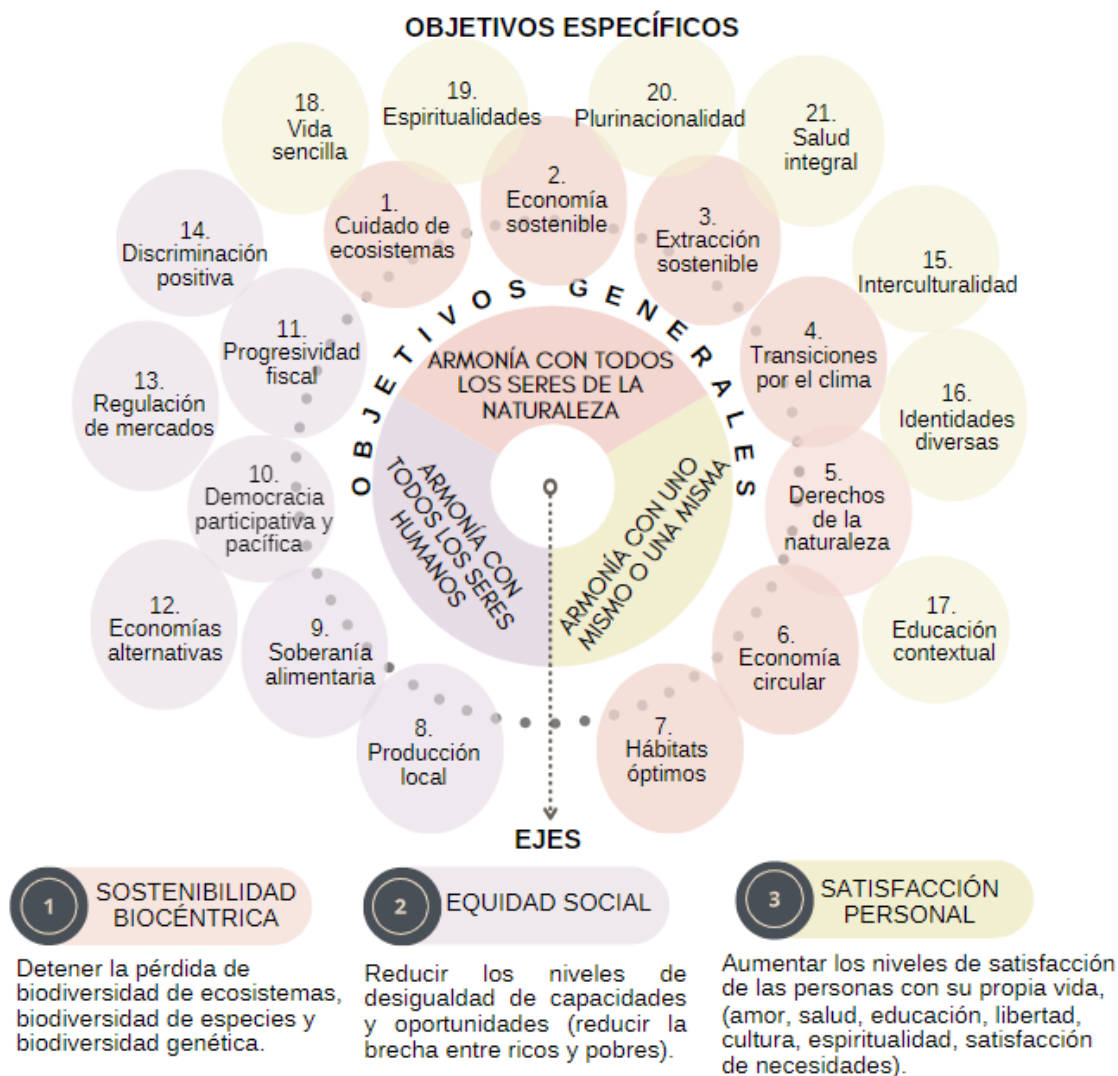 OBJETIVOS ESPECÍFICOS
18.
Vida
sencilla
19.
Espiritualidades
20.
Plurinacionalidad
21.
Salud
integral
14.
Discriminación
positiva
1.
Cuidado de
ecosistemas
2.
Economía
sostenible
3.
Extracción
sostenible
15.
Interculturalidad
13.
Regulación
de mercados
11.
Progresividad
fiscal
OBJETIVOS GENERALES
ARMONÍA CON TODOS
LOS SERES DE LA
NATURALEZA
4.
Transiciones
por el clima
16.
Identidades
diversas
10.
Democracia
participativa y
pacífica
ARMONÍA CON
TODOS LOS SERES
HUMANOS
ARMONÍA CON UNO
MISMO O UNA MISMA
5.
Derechos
de la
naturaleza
12.
Economías
alternativas
9.
Soberanía
alimentaria
6.
Economía
circular
17.
Educación
contextual
8.
Producción
local
7.
Hábitats
óptimos
EJES
1
SOSTENIBILIDAD
BIOCÉNTRICA
Detener la pérdida de
biodiversidad de ecosistemas,
biodiversidad de especies y
biodiversidad genética.
2
EQUIDAD SOCIAL
Reducir los niveles de
desigualdad de capacidades
y oportunidades (reducir la
brecha entre ricos y pobres).
3
SATISFACCIÓN
PERSONAL
Aumentar los niveles de satisfacción
de las personas con su propia vida,
(amor, salud, educación, libertad,
cultura, espiritualidad, satisfacción
de necesidades).